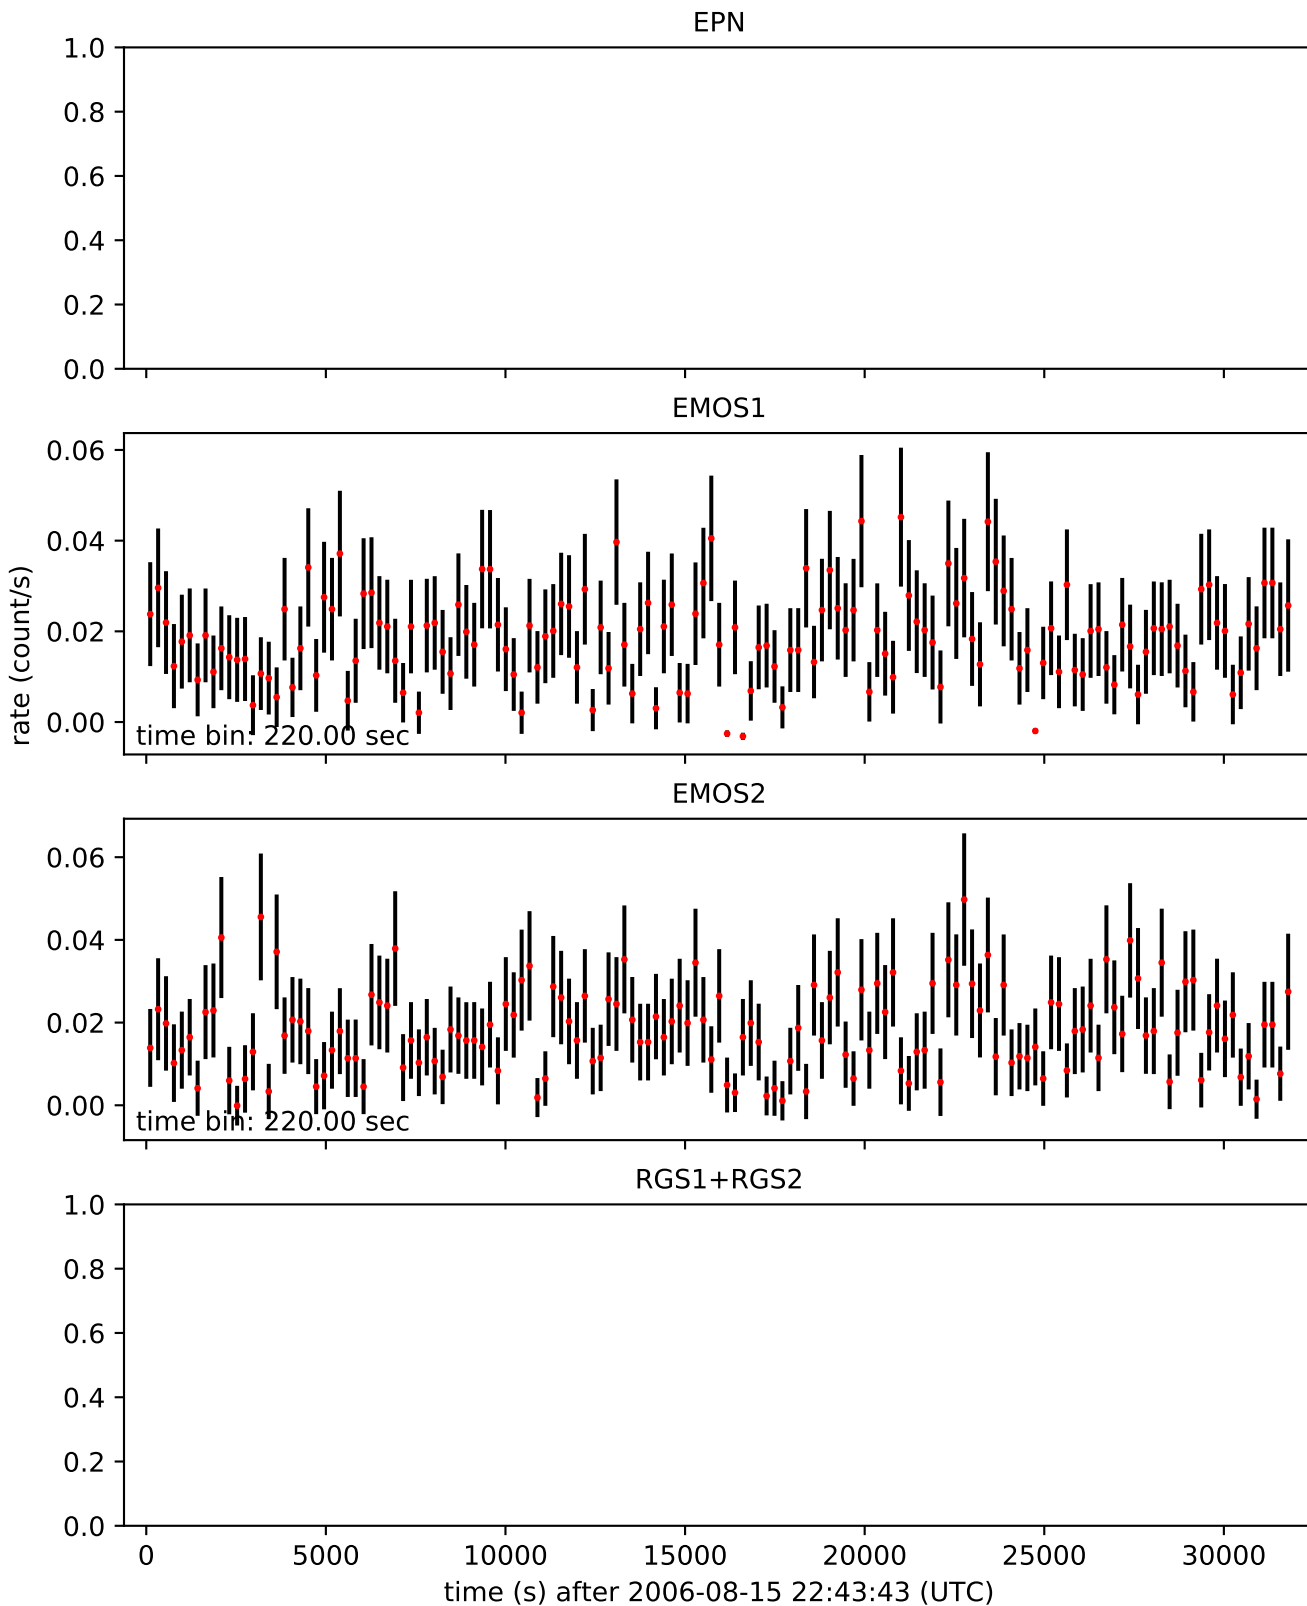 EPN
1.0
0.8
0.6
0.4
0.2
0.0
EMOS1
0.06
0.04
0.02
0.00
rate (count/s)
time bin: 220.00 sec
EMOS2
0.06
0.04
0.02
0.00
time bin: 220.00 sec
RGS1+RGS2
1.0
0.8
0.6
0.4
0.2
0.0
0 5000 10000 15000 20000 25000 30000
time (s) after 2006-08-15 22:43:43 (UTC)